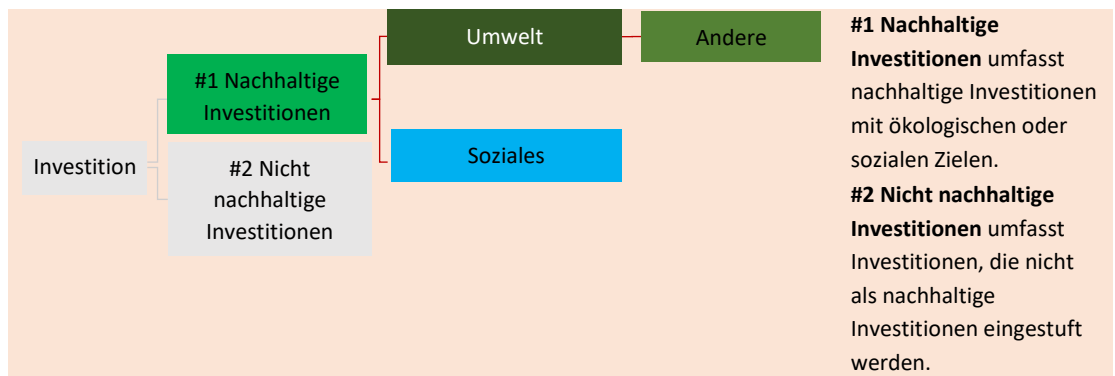 Investition
#1 Nachhaltige
Investitionen
#2 Nicht
nachhaltige
Investitionen
Umwelt
Andere
Soziales
#1 Nachhaltige
Investitionen umfasst
nachhaltige Investitionen
mit ökologischen oder
sozialen Zielen.
#2 Nicht nachhaltige
Investitionen umfasst
Investitionen, die nicht
als nachhaltige
Investitionen eingestuft
werden.